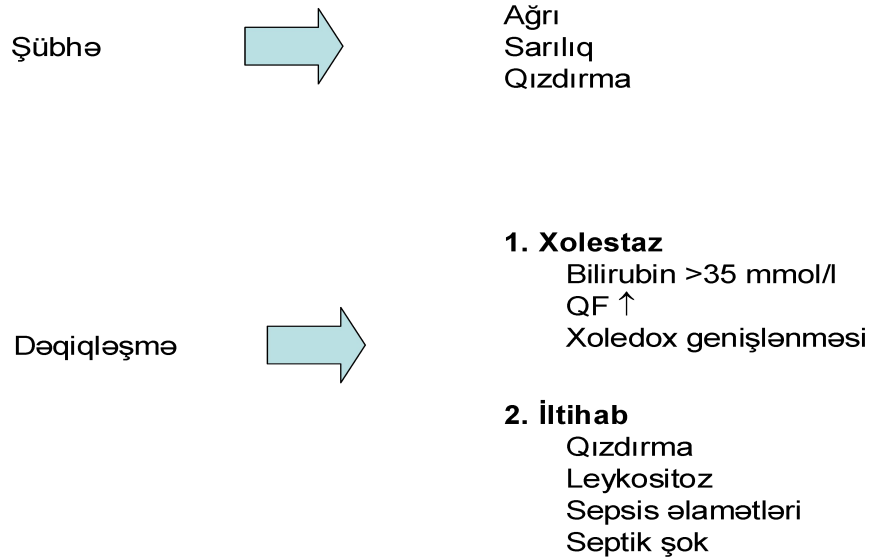 Şübhə
Ağrı
Sarılıq
Qızdırma
Dəqiqləşmə
1. Xolestaz
Bilirubin >35 mmol/l
QF ↑
Xoledox genişlənməsi
2. İltihab
Qızdırma
Leykositoz
Sepsis əlamətləri
Septik şok